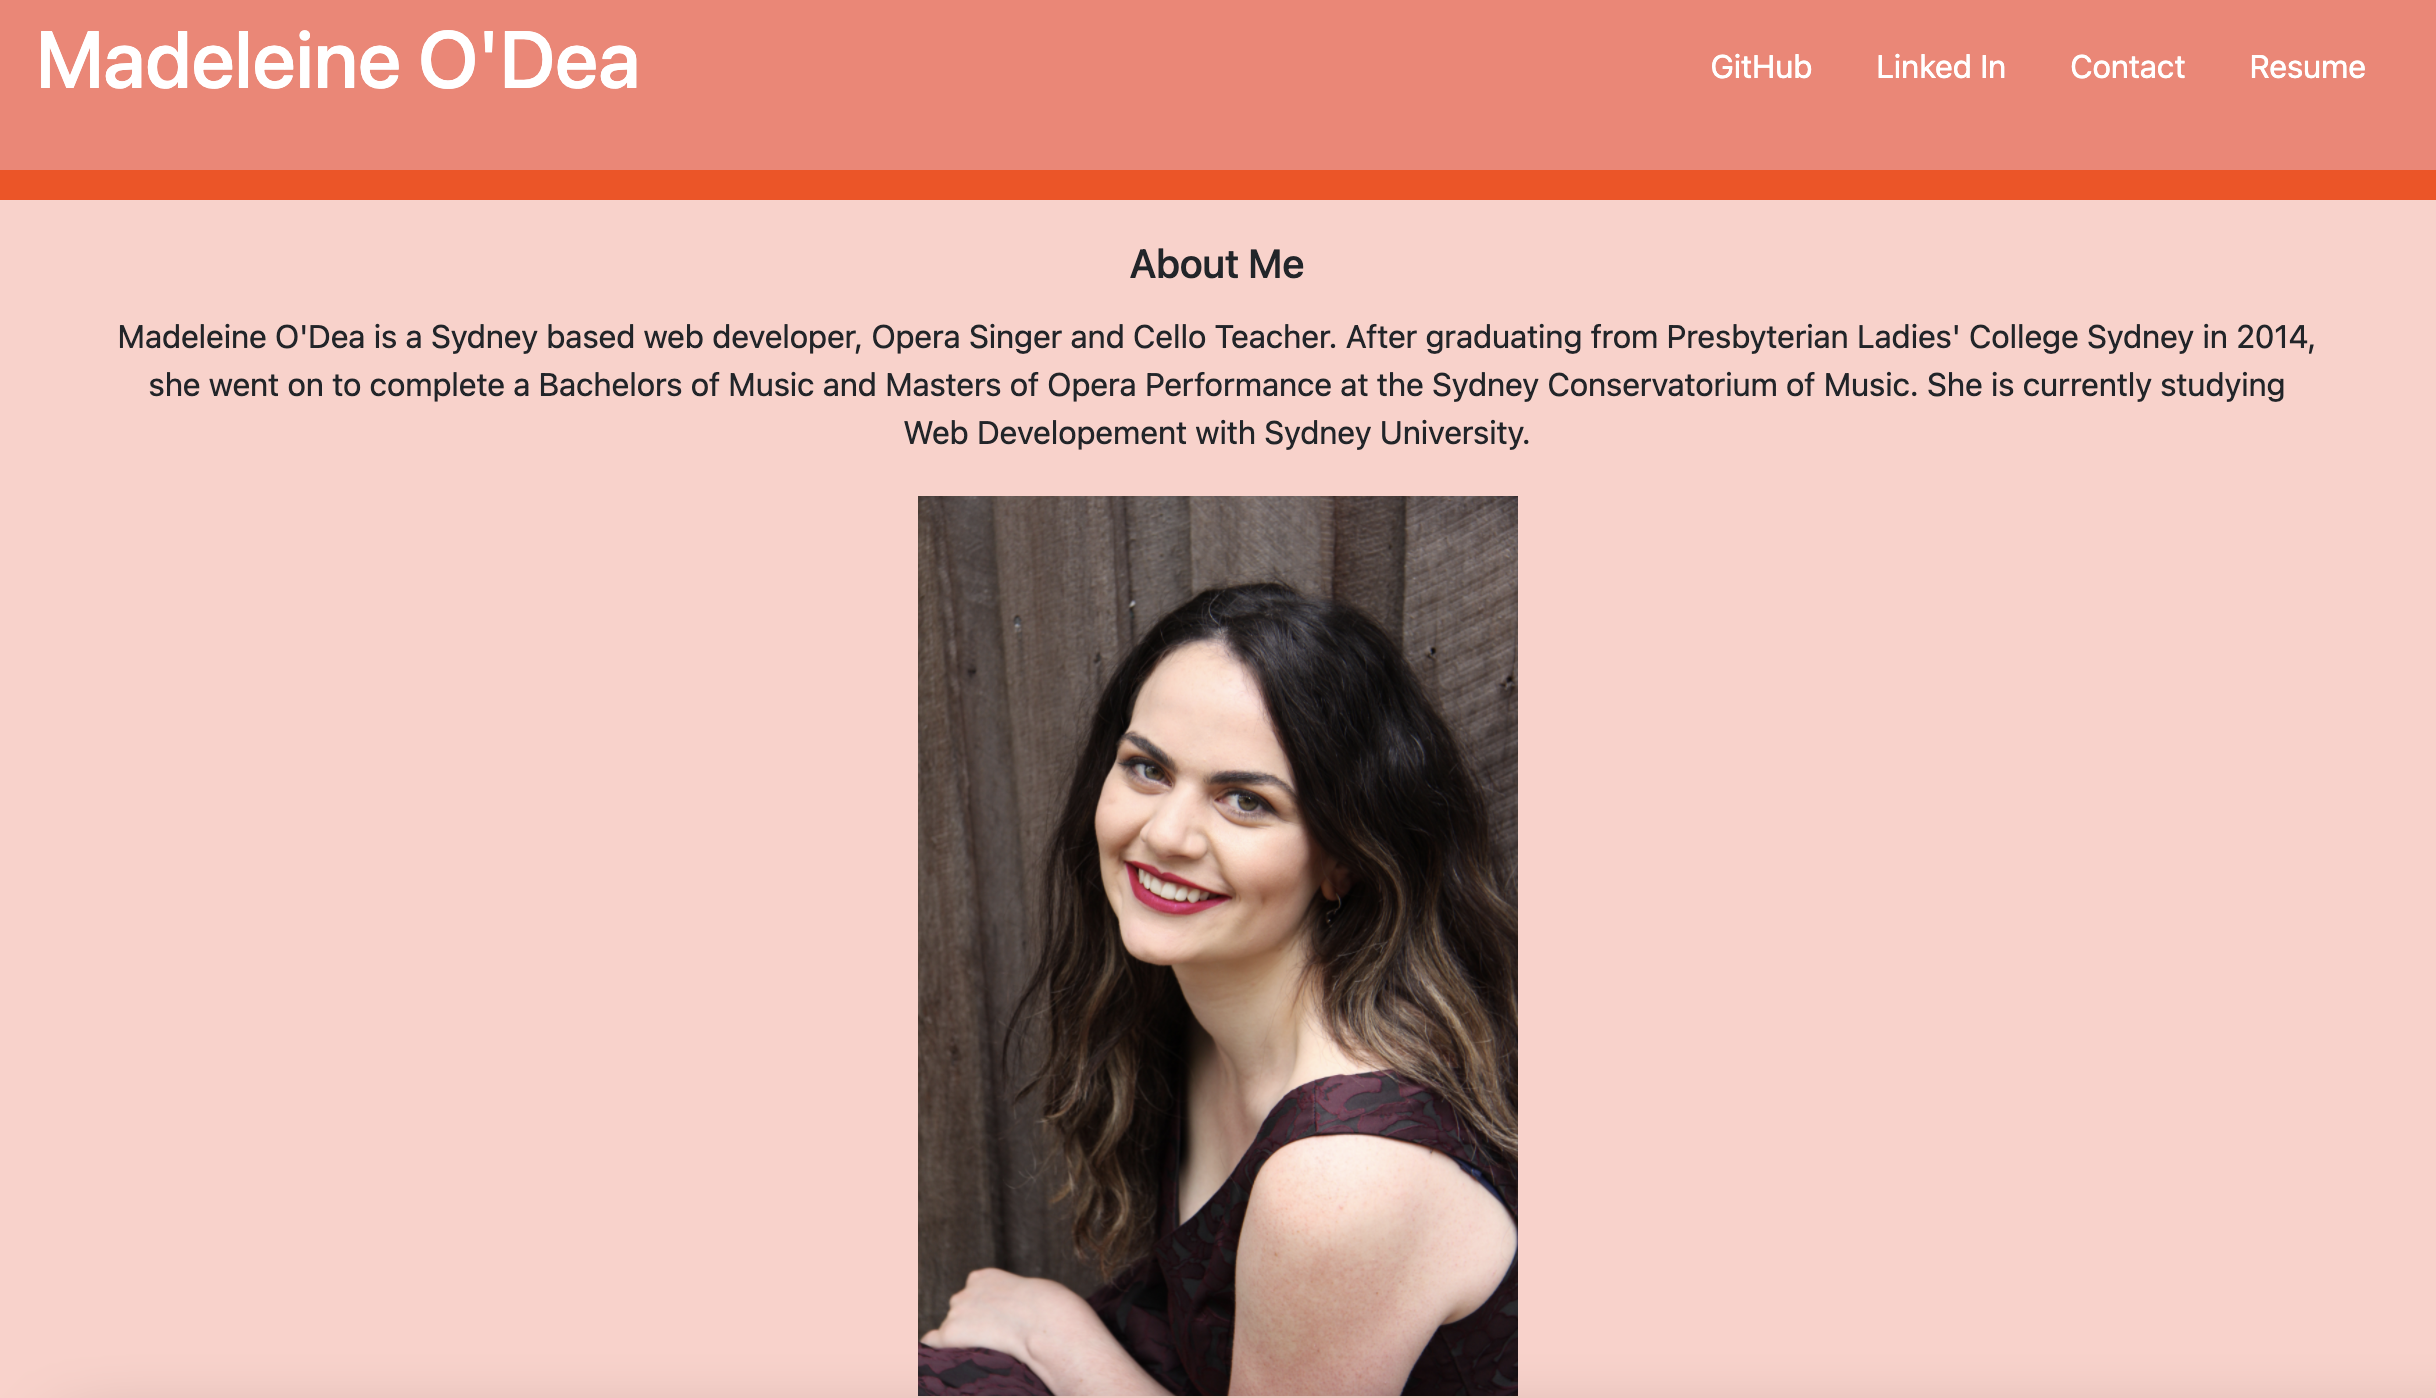 Madeleine O'Dea
GitHub Linked In Contact Resume
About Me
Madeleine O'Dea is a Sydney based web developer, Opera Singer and Cello Teacher. After graduating from Presbyterian Ladies' College Sydney in 2014,
she went on to complete a Bachelors of Music and Masters of Opera Performance at the Sydney Conservatorium of Music. She is currently studying
Web Developement with Sydney University.